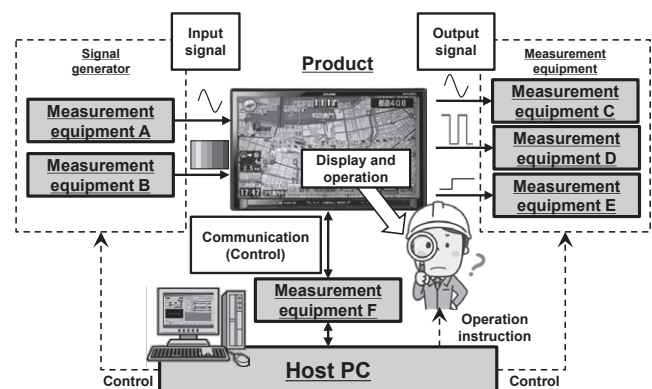 Signal
generator
Input
signal
Product
Output
signal
Measurement
equipment
Measurement
equipment A
Measurement
equipment B
Measurement
equipment C
Measurement
equipment D
Measurement
equipment E
408
Display and
operation
Communication
(Control)
Measurement
equipment F
?
Operation
instruction
Control
Host PC
Control